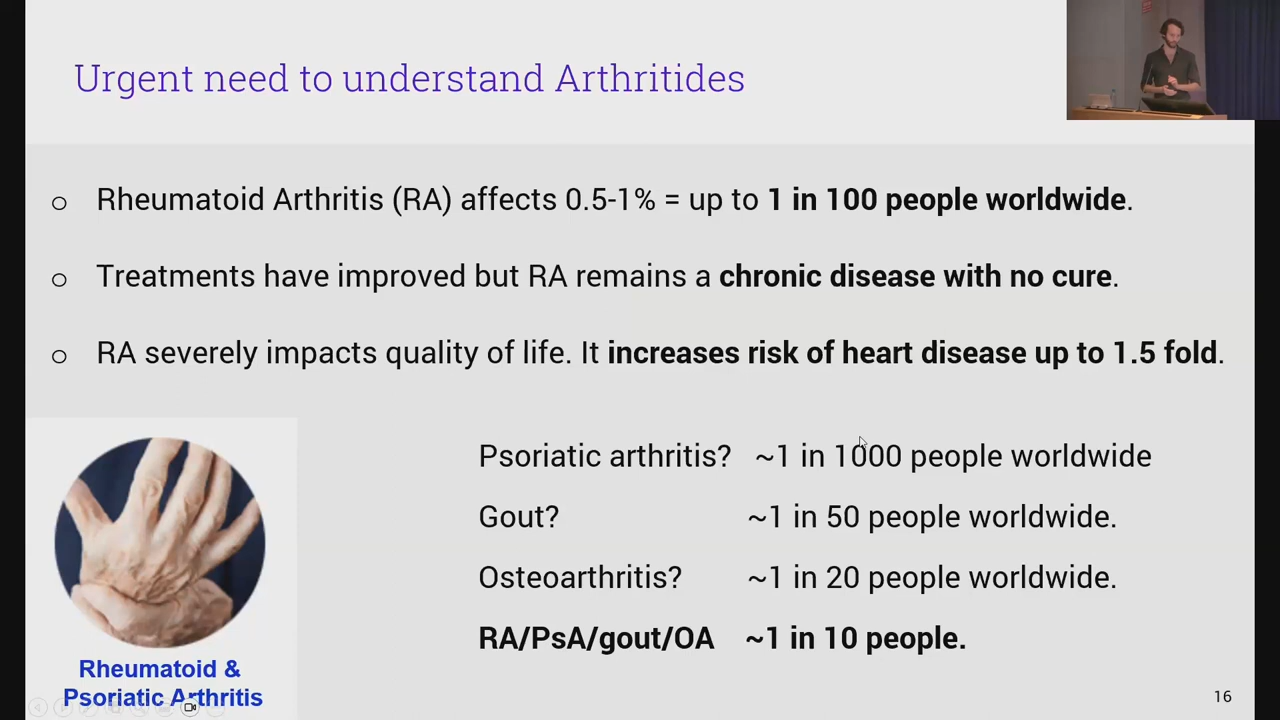 Urgent need to understand Arthritides
Rheumatoid Arthritis (RA) affects 0.5-1% = up to 1 in 100 people worldwide.
Treatments have improved but RA remains a chronic disease with no cure.
RA severely impacts quality of life. It increases risk of heart disease up to 1.5 fold.
Psoriatic arthritis? ~1 in 1000 people worldwide
Gout? ~1 in 50 people worldwide.
Osteoarthritis? ~1 in 20 people worldwide.
RA/PsA/gout/OA ~1 in 10 people.
Rheumatoid &
Psoriatic Arthritis
16